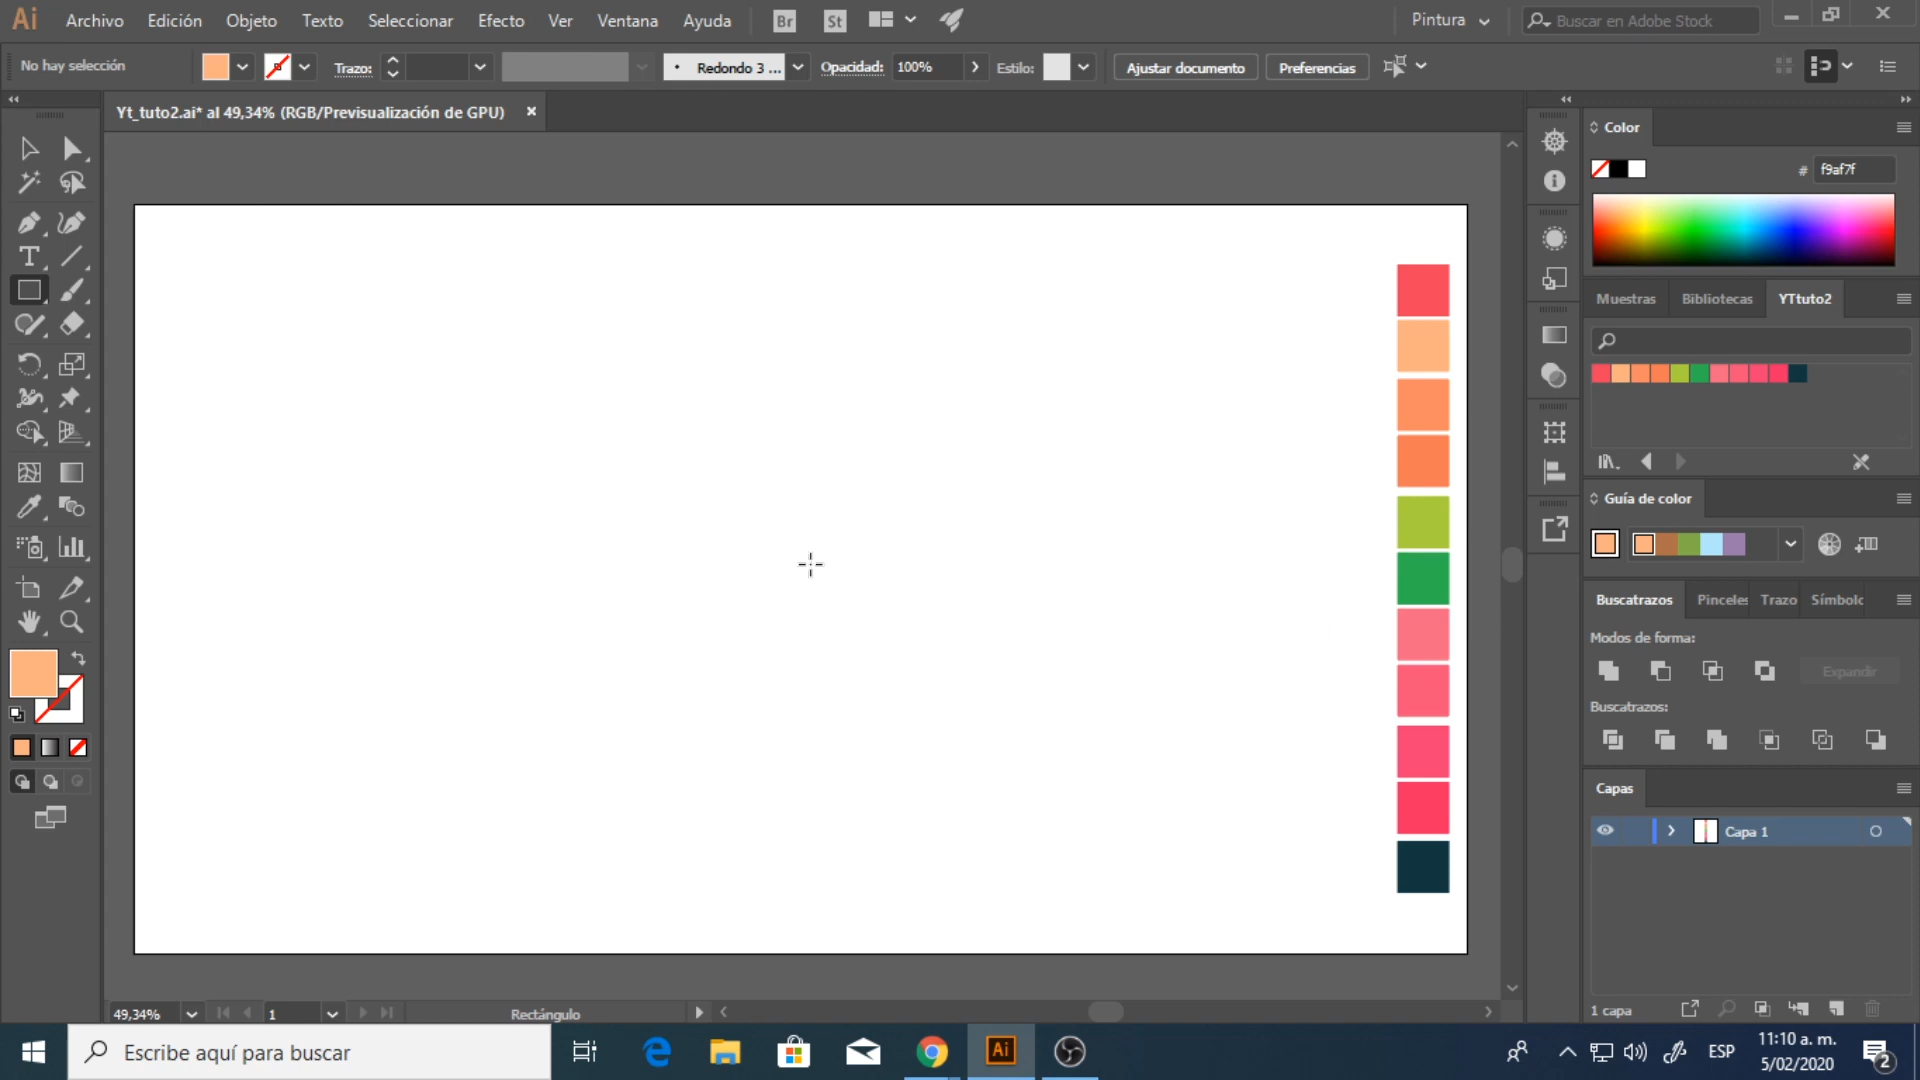 Ai Archivo Edición Objeto Texto Seleccionar Efecto Ver Ventana Ayuda Br St Pintura Buscar en Adobe Stock
No hay selección Trazo: Redondo 3 ... Opacidad: 100% Estilo: Ajustar documento Preferencias
Yt_tuto2.ai* al 49,34% (RGB/Previsualización de GPU)
Color
# f9af7f
Muestras Bibliotecas YTtuto2
Guía de color
Buscatrazos Pinceles Trazo Símbolc
Modos de forma:
Expandir
Buscatrazos:
Capas
Capa 1
1 capa
49,34% 1 Rectángulo
Escribe aquí para buscar
Ai
ESP
11:10 a. m.
5/02/2020
2